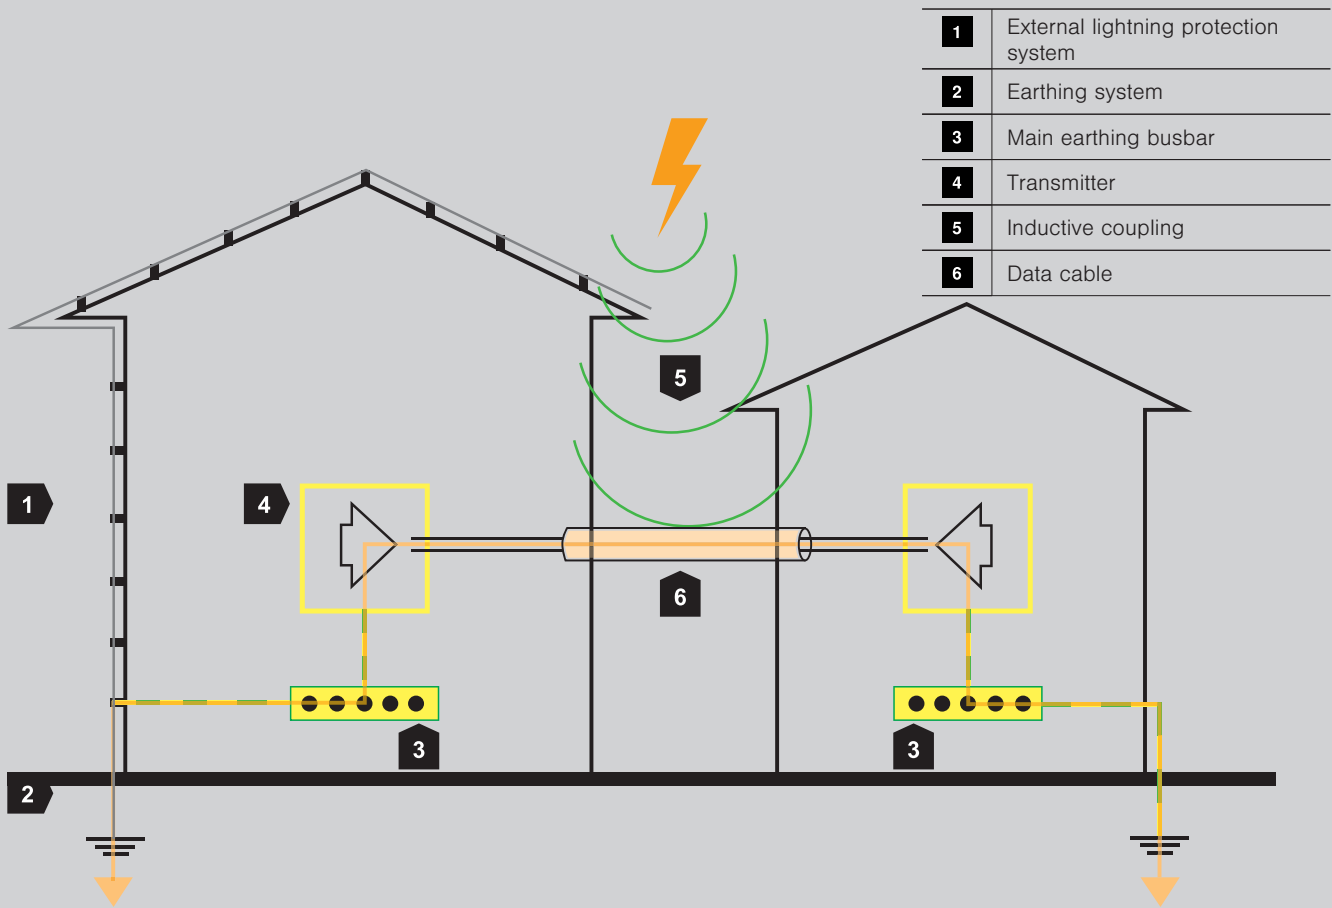 1 External lightning protection
system
2 Earthing system
3 Main earthing busbar
4 Transmitter
5 Inductive coupling
6 Data cable
5
1
4
6
3
3
2